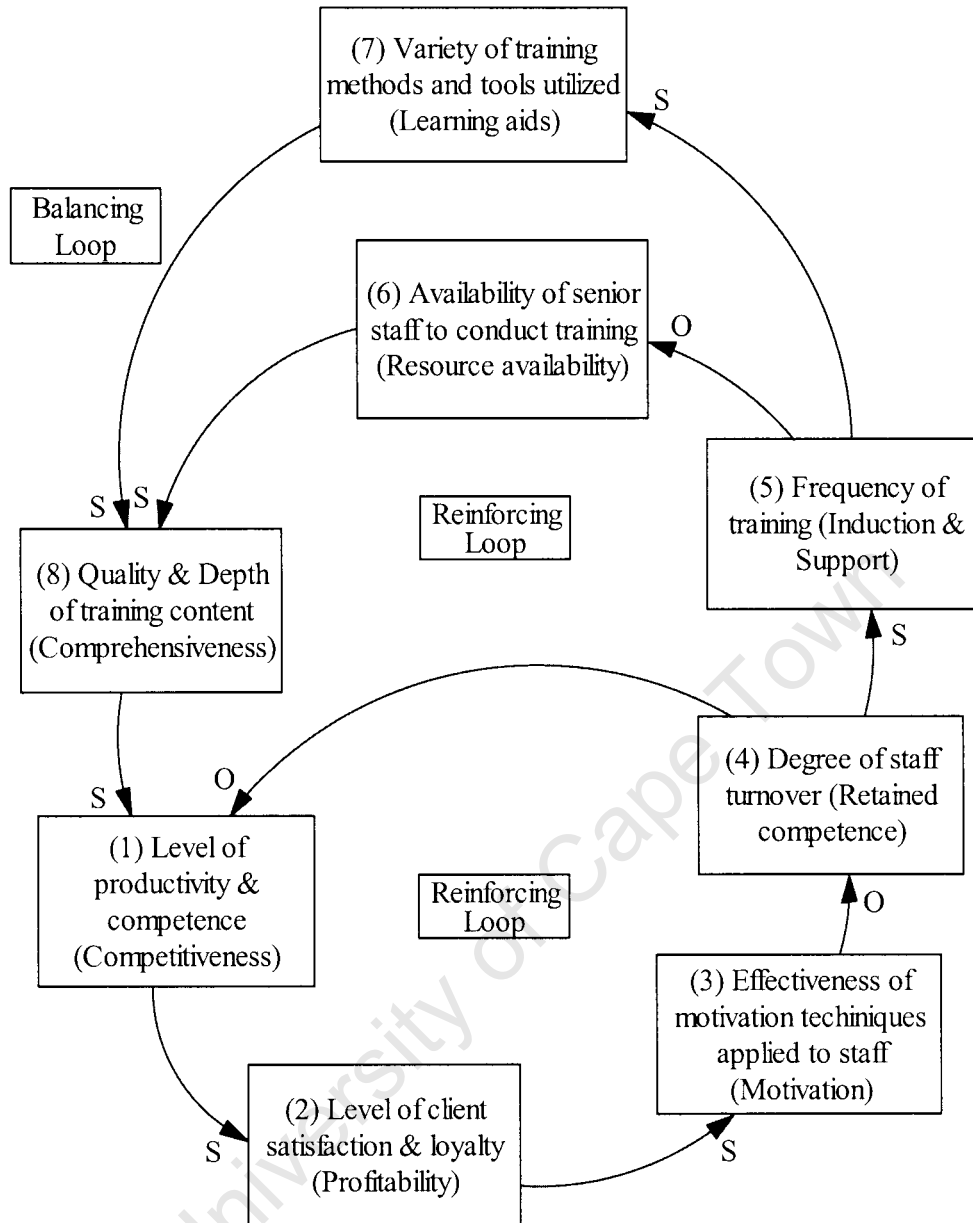 (7) Variety of training
methods and tools utilized
(Learning aids)
S
Balancing
Loop
(6) Availability of senior
staff to conduct training
(Resource availability)
O
S
S
Reinforcing
Loop
(5) Frequency of
training (Induction &
Support)
(8) Quality & Depth
of training content
(Comprehensiveness)
S
(4) Degree of staff
turnover (Retained
competence)
S
O
(1) Level of
productivity &
competence
(Competitiveness)
Reinforcing
Loop
O
(3) Effectiveness of
motivation techiniques
applied to staff
(Motivation)
(2) Level of client
satisfaction & loyalty
(Profitability)
S
S
University of Cape Town